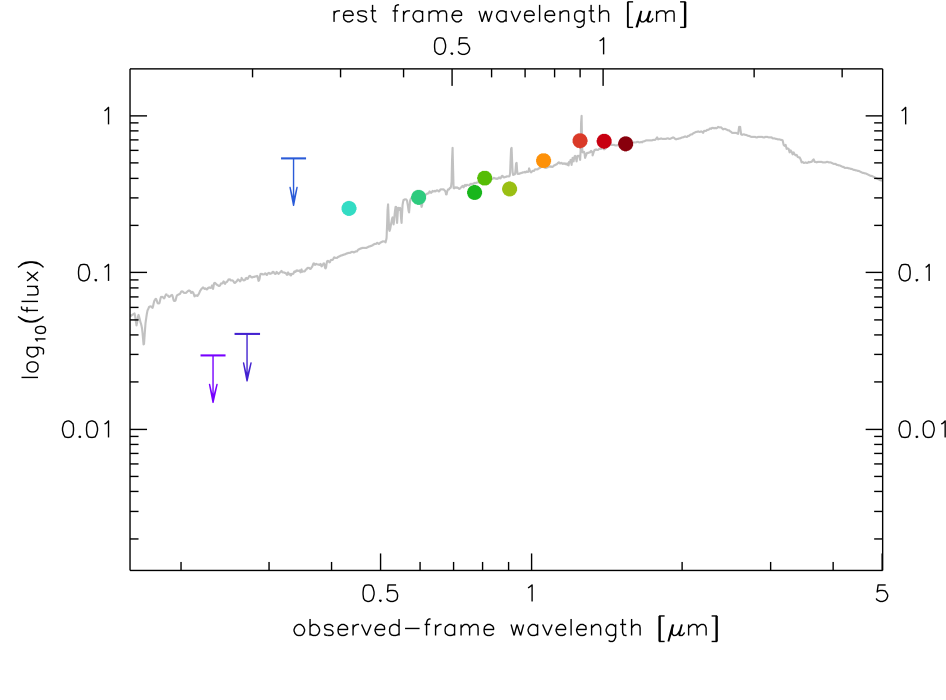 rest frame wavelength [μm]
0.5 1
1 1
0.1 0.1
0.01 0.01
log10(flux)
0.5 1 5
observed-frame wavelength [μm]